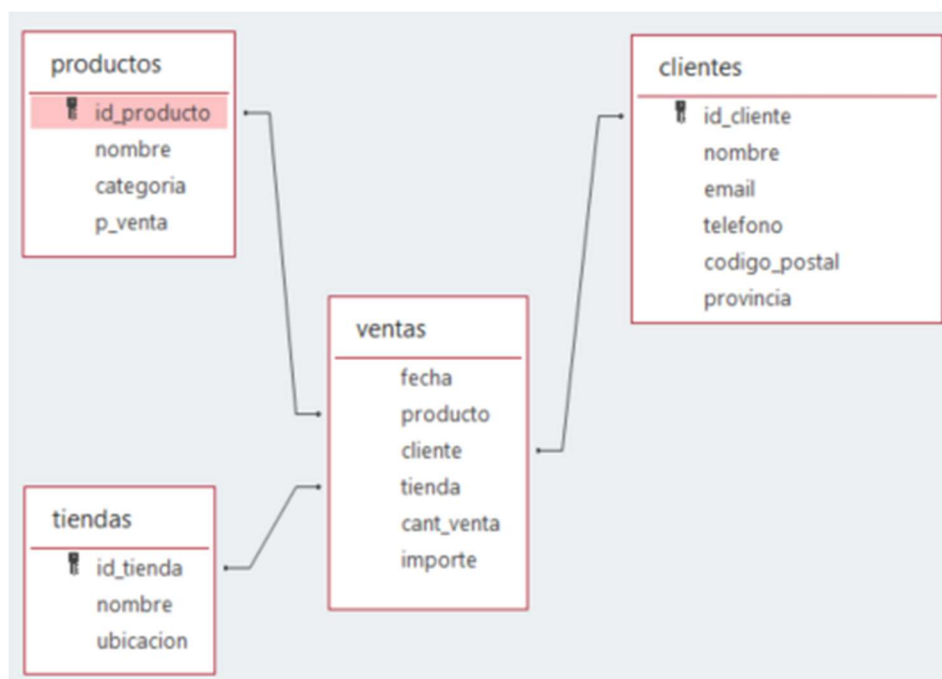 productos
id_producto
nombre
categoria
p_venta
clientes
id_cliente
nombre
email
telefono
codigo_postal
provincia
ventas
fecha
producto
cliente
tienda
cant_venta
importe
tiendas
id_tienda
nombre
ubicacion